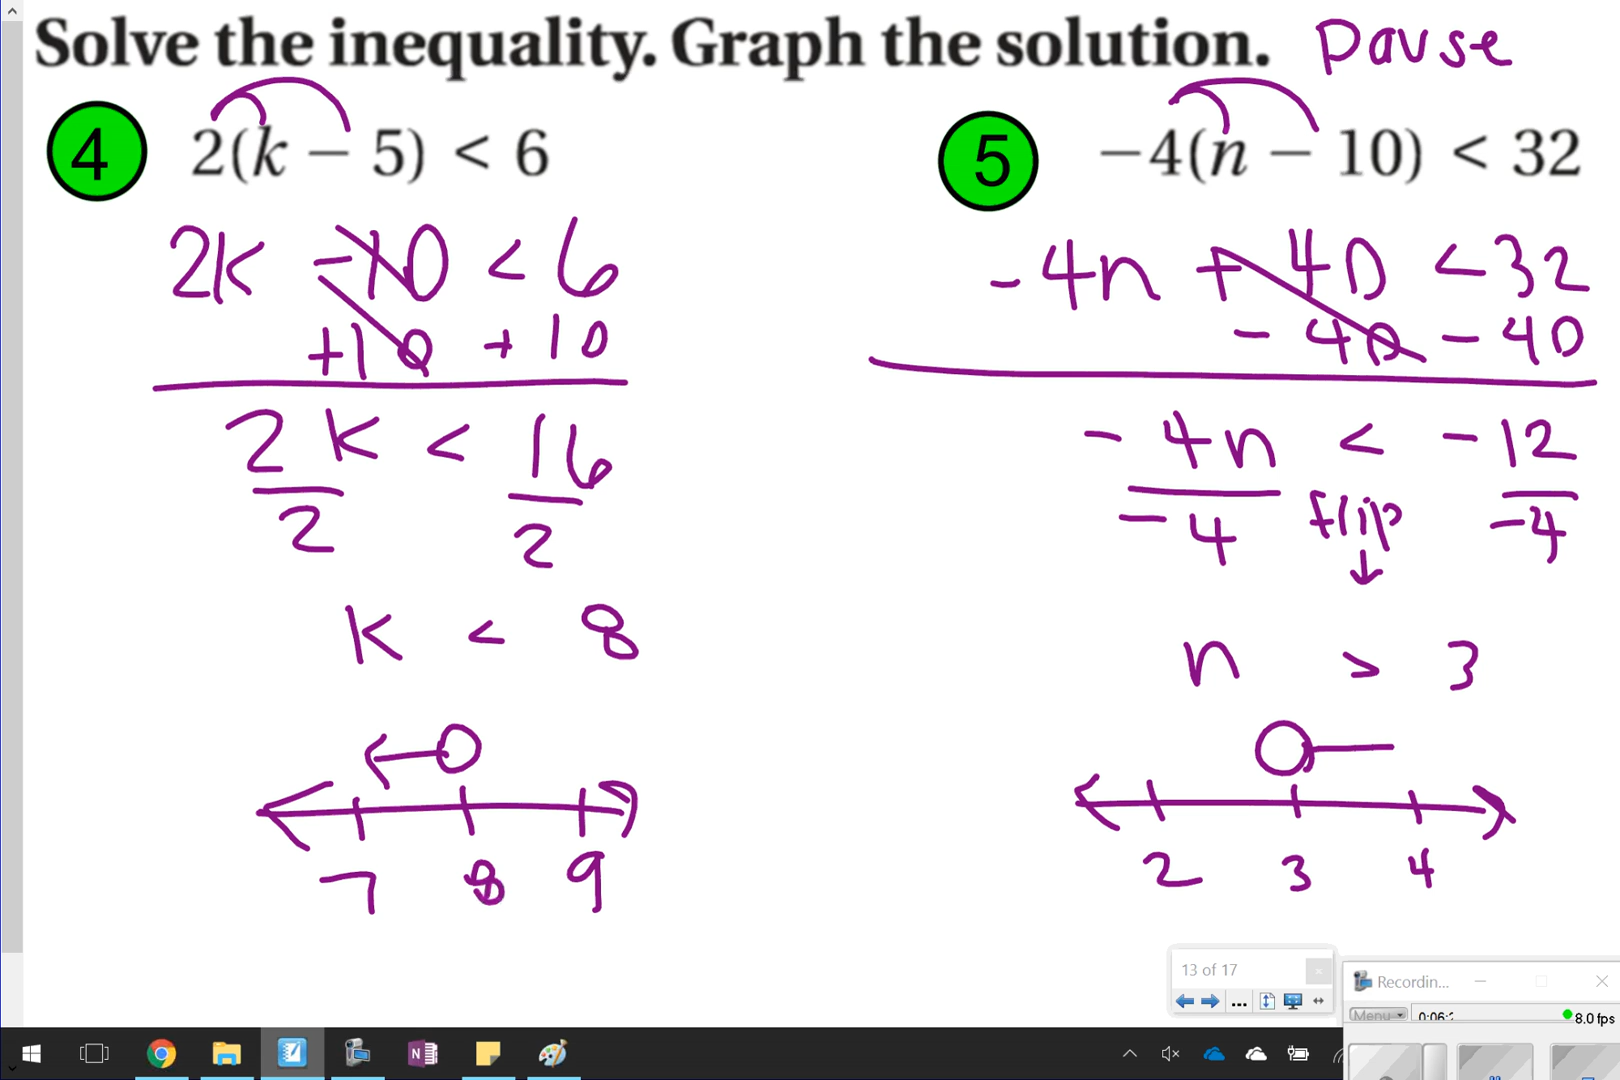 Solve the inequality. Graph the solution. Pause
4 2(k − 5) < 6
2k −10 < 6
+10 +10
2k < 16
2 2
k < 8
7 8 9
5 −4(n − 10) < 32
-4n + 40 < 32
- 40 - 40
- 4n < - 12
-4 flip -4
n > 3
2 3 4
13 of 17
Recordin...
Menu 0:06:
8.0 fps